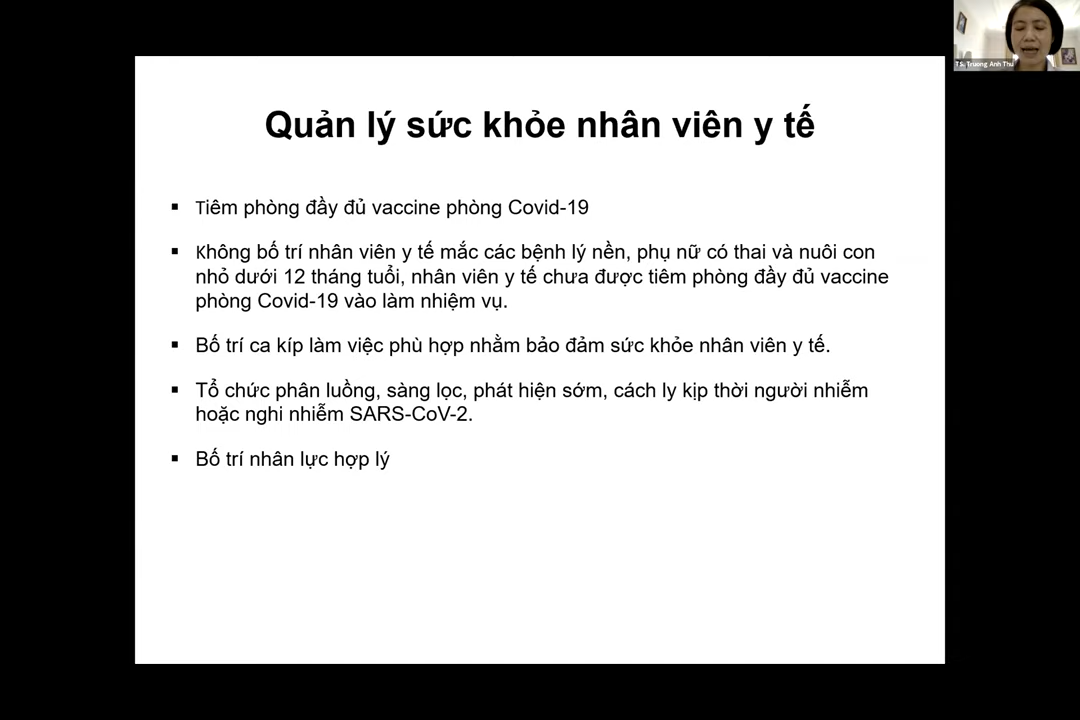 TS. Trương Anh Thư
Quản lý sức khỏe nhân viên y tế
▪ Tiêm phòng đầy đủ vaccine phòng Covid-19
▪ Không bố trí nhân viên y tế mắc các bệnh lý nền, phụ nữ có thai và nuôi con
nhỏ dưới 12 tháng tuổi, nhân viên y tế chưa được tiêm phòng đầy đủ vaccine
phòng Covid-19 vào làm nhiệm vụ.
▪ Bố trí ca kíp làm việc phù hợp nhằm bảo đảm sức khỏe nhân viên y tế.
▪ Tổ chức phân luồng, sàng lọc, phát hiện sớm, cách ly kịp thời người nhiễm
hoặc nghi nhiễm SARS-CoV-2.
▪ Bố trí nhân lực hợp lý